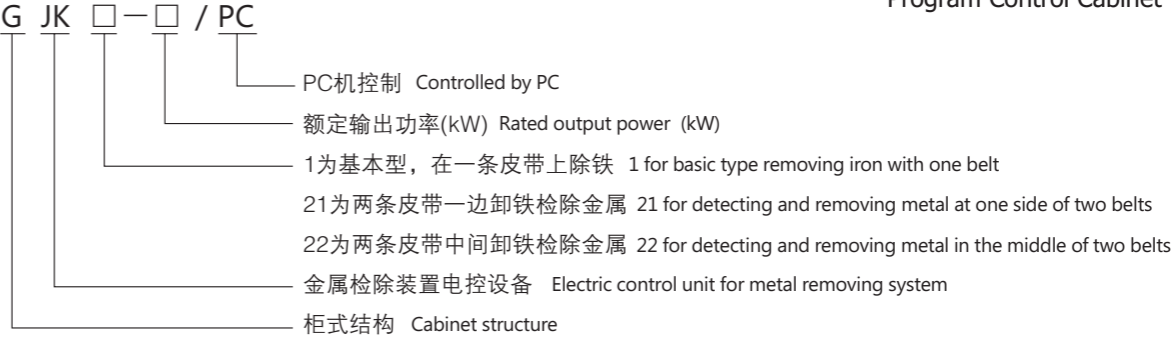 Program Control Cabinet
G JK □－□ / PC
PC机控制 Controlled by PC
额定输出功率(kW) Rated output power (kW)
1为基本型，在一条皮带上除铁 1 for basic type removing iron with one belt
21为两条皮带一边卸铁检除金属 21 for detecting and removing metal at one side of two belts
22为两条皮带中间卸铁检除金属 22 for detecting and removing metal in the middle of two belts
金属检除装置电控设备 Electric control unit for metal removing system
柜式结构 Cabinet structure